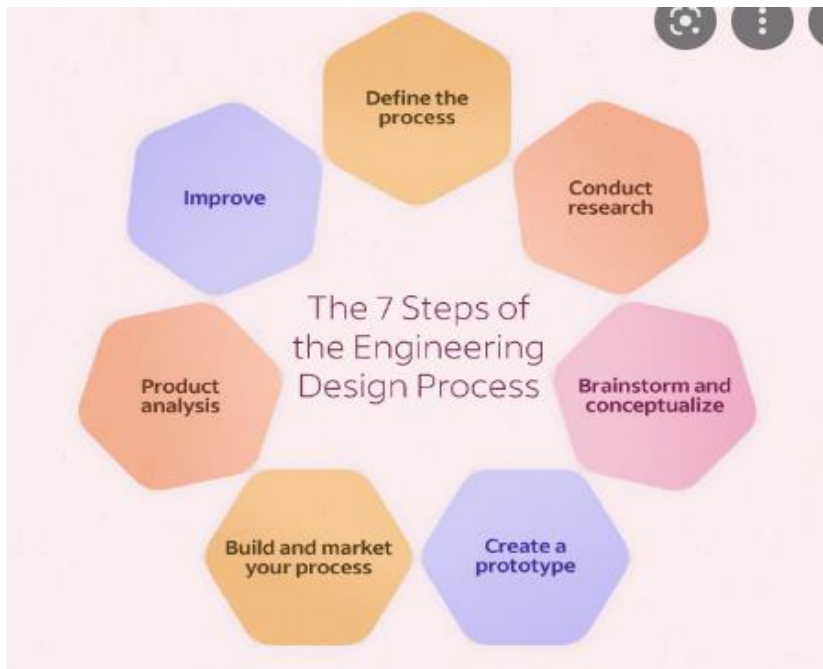 The 7 Steps of
the Engineering
Design Process
Define the
process
Conduct
research
Brainstorm and
conceptualize
Create a
prototype
Build and market
your process
Product
analysis
Improve